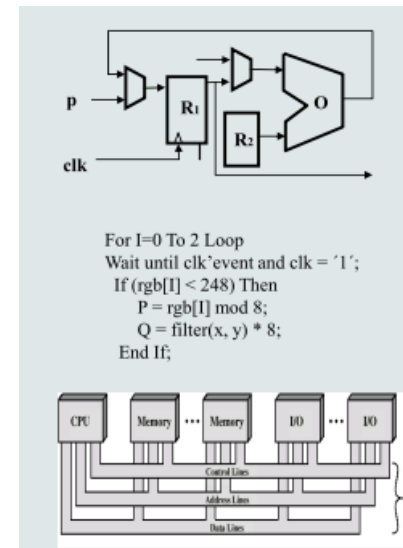 p
R1
R2
O
clk
For I=0 To 2 Loop
Wait until clk'event and clk = ´1´;
If (rgb[I] < 248) Then
P = rgb[I] mod 8;
Q = filter(x, y) * 8;
End If;
CPU Memory ··· Memory I/O ··· I/O
Control Lines
Address Lines
Data Lines